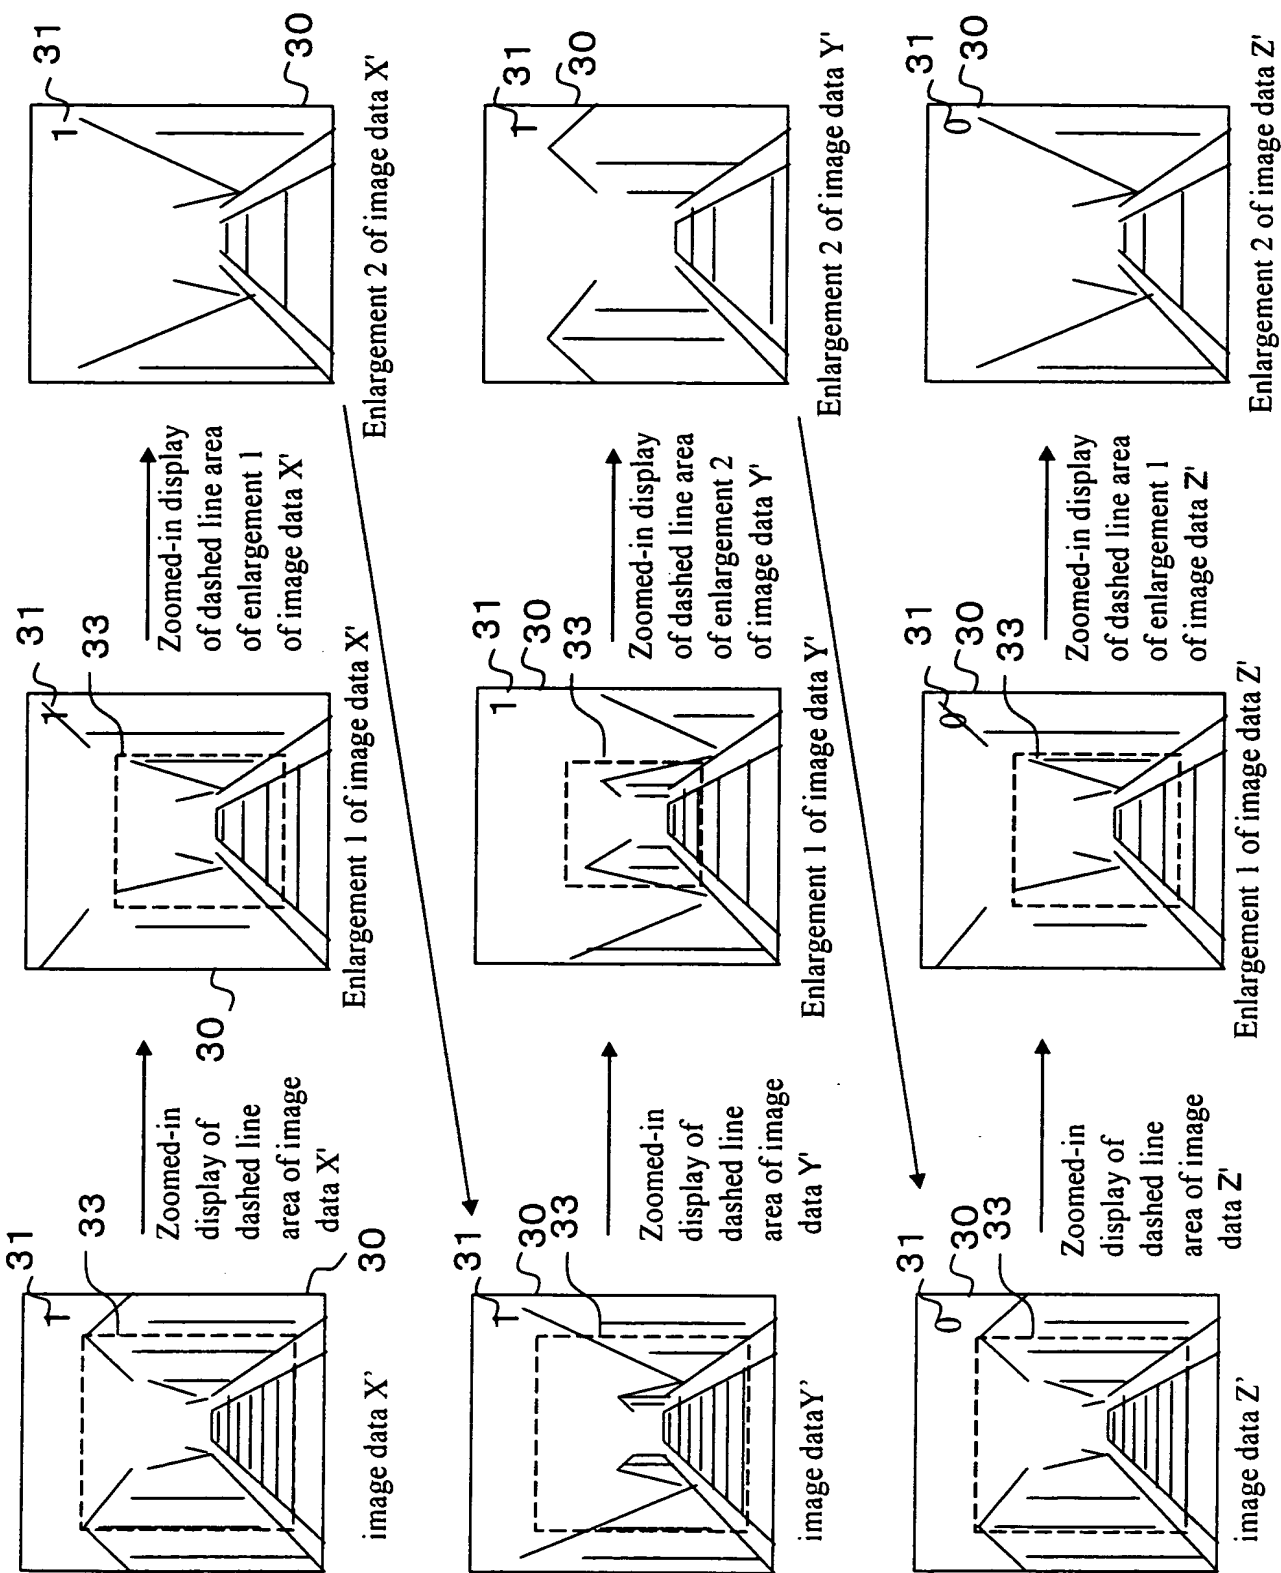 1
31
33
30
image data X'
Zoomed-in
display of
dashed line
area of image
data X'
1
31
33
30
Enlargement 1 of image data X'
Zoomed-in display
of dashed line area
of enlargement 1
of image data X'
1
31
30
Enlargement 2 of image data X'
1
31
30
33
image dataY'
Zoomed-in
display of
dashed line
area of image
data Y'
1
31
30
33
Enlargement 1 of image data Y'
Zoomed-in display
of dashed line area
of enlargement 2
of image data Y'
1
31
30
Enlargement 2 of image data Y'
0
31
30
33
image data Z'
Zoomed-in
display of
dashed line
area of image
data Z'
0
31
30
33
Enlargement 1 of image data Z'
Zoomed-in display
of dashed line area
of enlargement 1
of image data Z'
0
31
30
Enlargement 2 of image data Z'